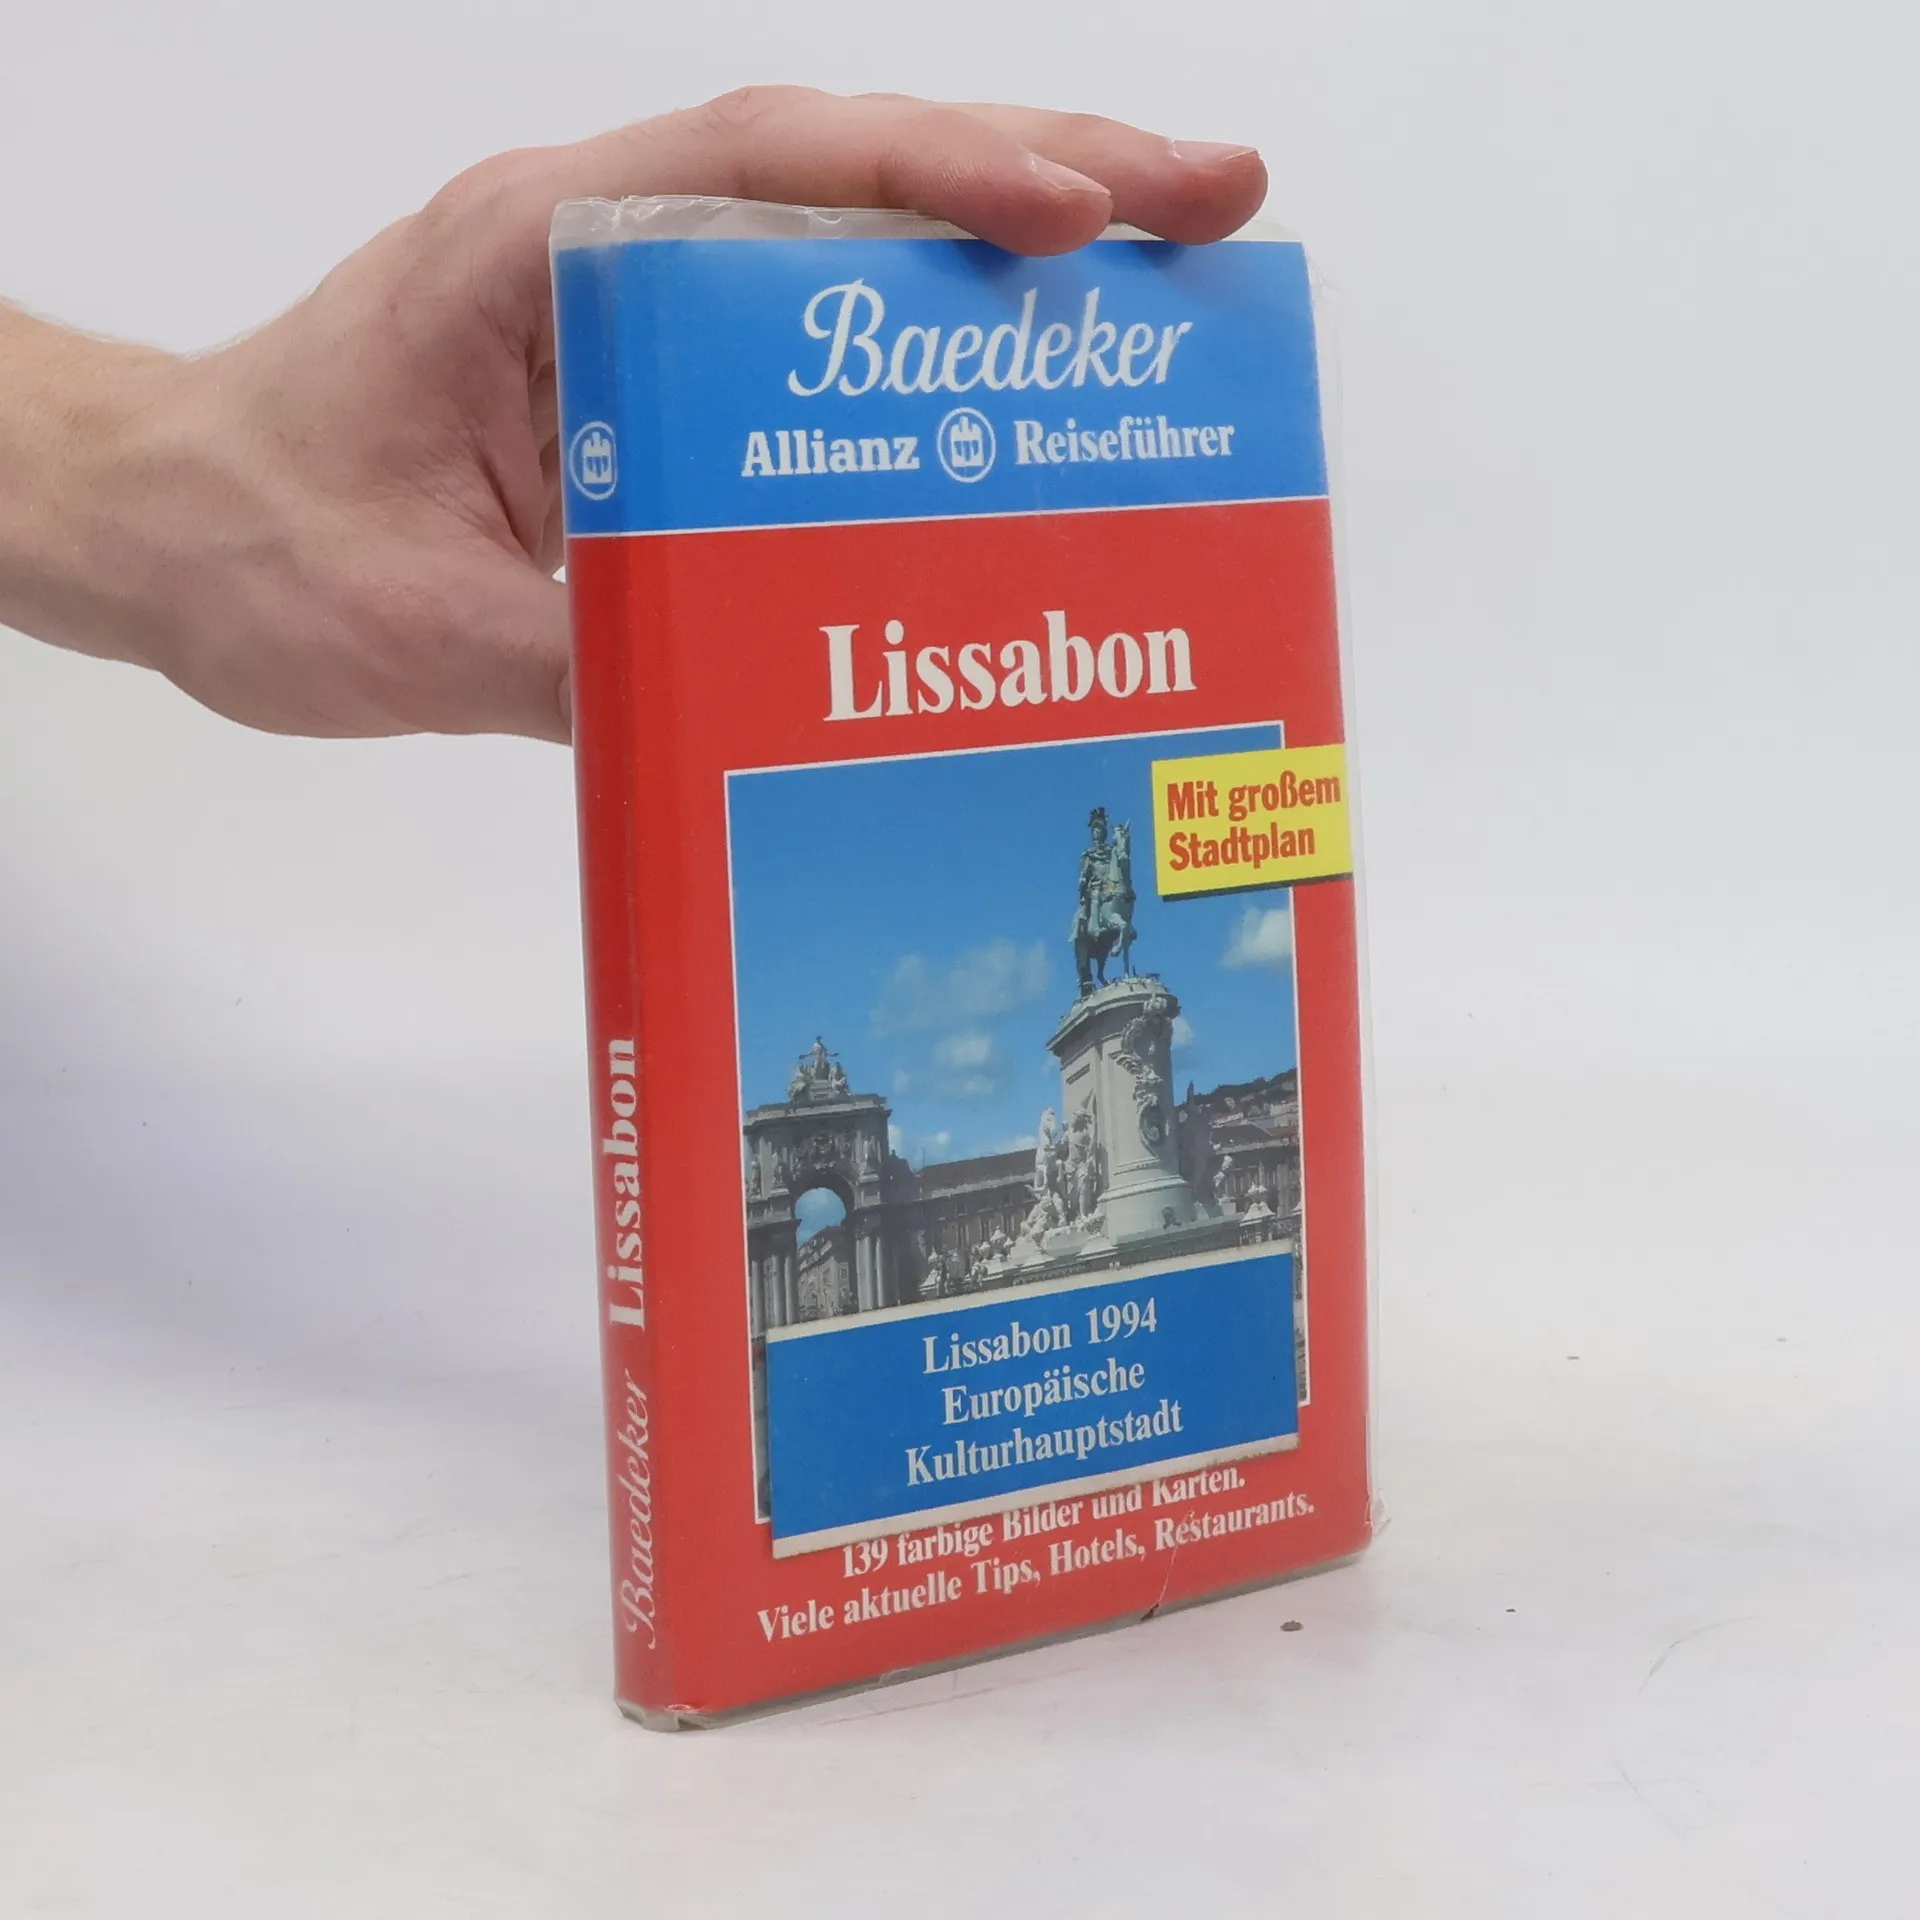 Baedeker
Allianz Reiseführer
Lissabon
Mit großem
Stadtplan
Lissabon 1994
Europäische
Kulturhauptstadt
139 farbige Bilder und Karten.
Viele aktuelle Tips, Hotels, Restaurants.
Baedeker Lissabon